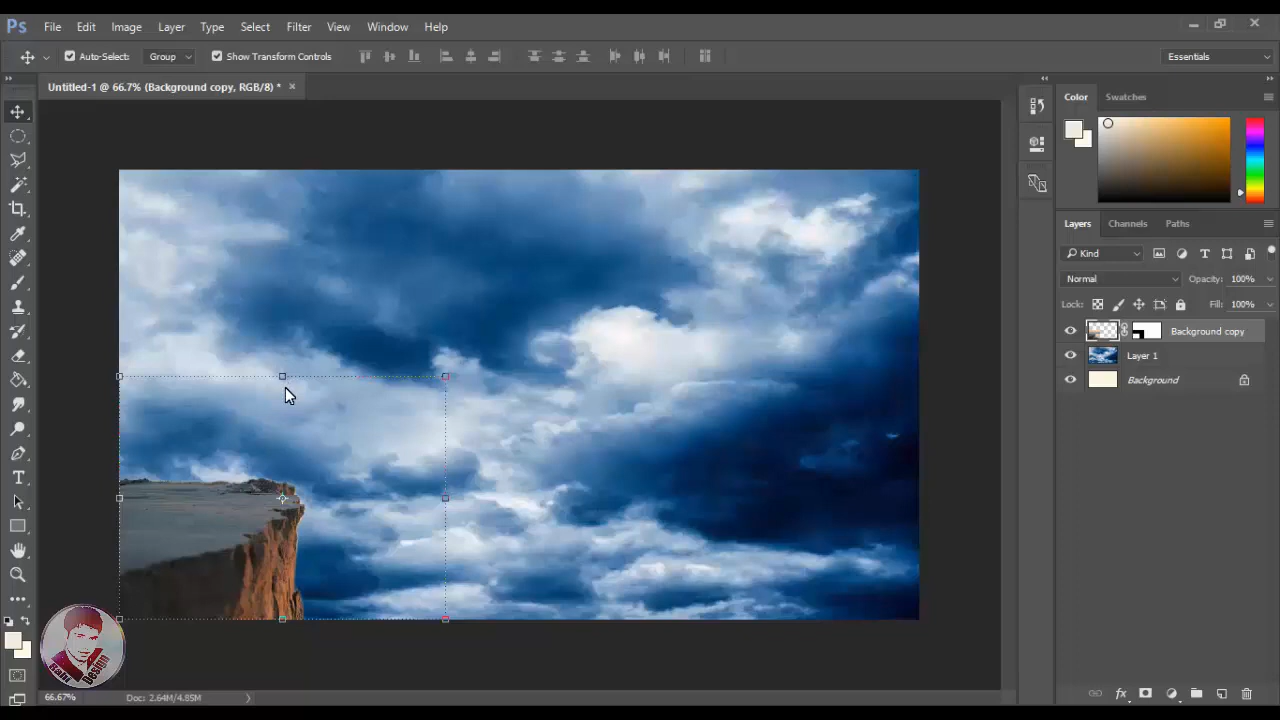 Ps File Edit Image Layer Type Select Filter View Window Help
Auto-Select: Group Show Transform Controls Essentials
Untitled-1 @ 66.7% (Background copy, RGB/8) *
Color Swatches
Layers Channels Paths
Kind
Normal Opacity: 100%
Lock: Fill: 100%
Background copy
Layer 1
Background
Design
66.67% Doc: 2.64M/4.85M